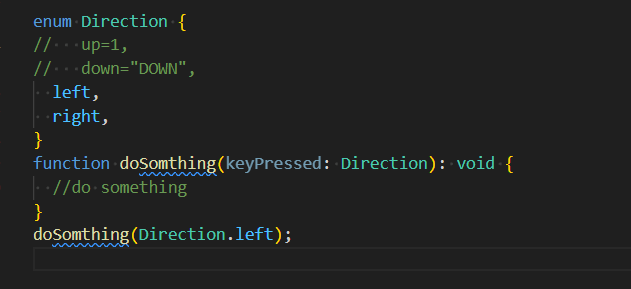 enum Direction {
//   up=1,
//   down="DOWN",
  left,
  right,
}
function doSomthing(keyPressed: Direction): void {
  //do something
}
doSomthing(Direction.left);